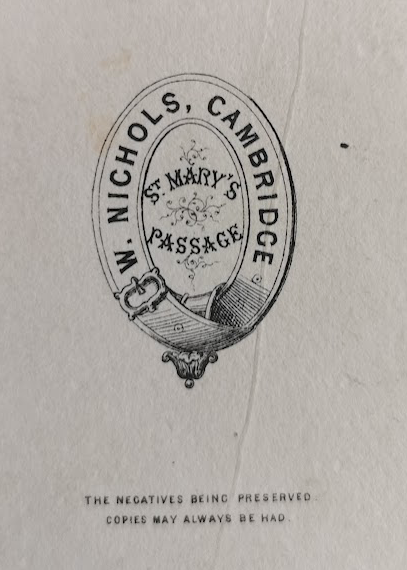 W. NICHOLS, CAMBRIDGE
ST. MARY'S
PASSAGE
THE NEGATIVES BEING PRESERVED.
COPIES MAY ALWAYS BE HAD.